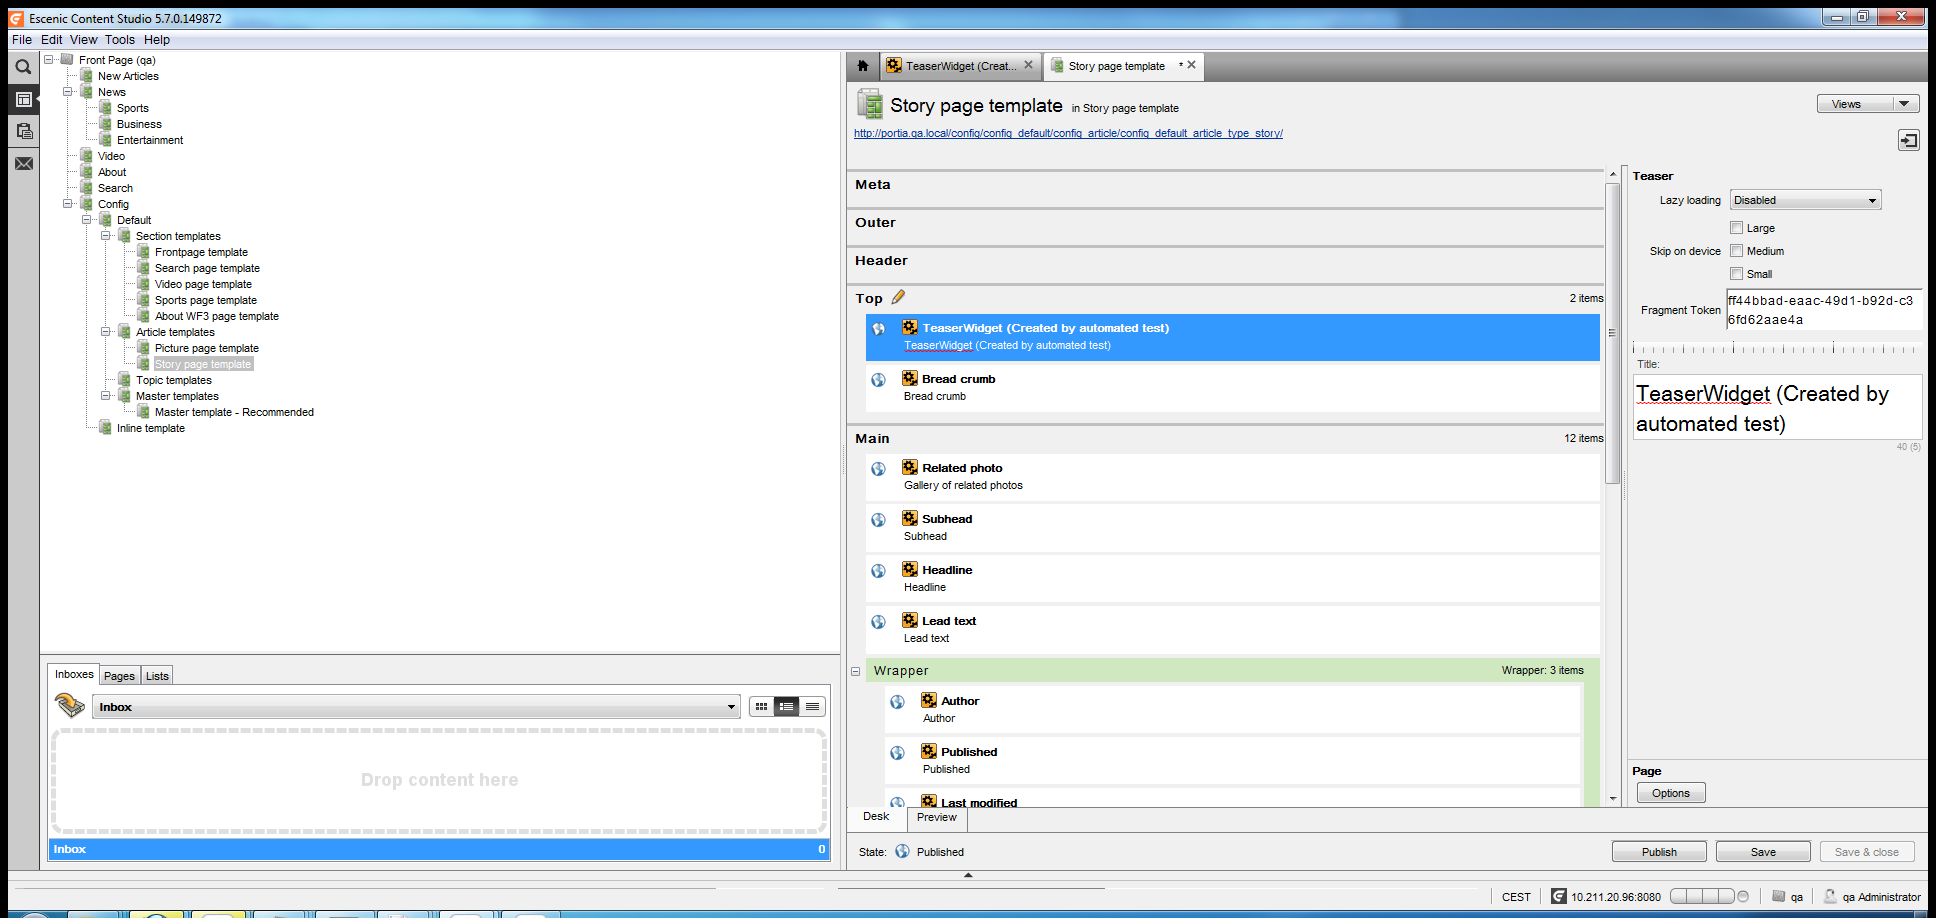 Escenic Content Studio 5.7.0.149872
File Edit View Tools Help
Front Page (qa)
New Articles
News
Sports
Business
Entertainment
Video
About
Search
Config
Default
Section templates
Frontpage template
Search page template
Video page template
Sports page template
About WF3 page template
Article templates
Picture page template
Story page template
Topic templates
Master templates
Master template - Recommended
Inline template
Inboxes Pages Lists
Inbox
Drop content here
Inbox 0
TeaserWidget (Creat... Story page template *
Story page template in Story page template
Views
http://portia.qa.local/config/config_default/config_article/config_default_article_type_story/
Meta
Outer
Header
Top 2 items
TeaserWidget (Created by automated test)
TeaserWidget (Created by automated test)
Bread crumb
Bread crumb
Main 12 items
Related photo
Gallery of related photos
Subhead
Subhead
Headline
Headline
Lead text
Lead text
Wrapper Wrapper: 3 items
Author
Author
Published
Published
Last modified
Desk Preview
State: Published
Publish Save Save & close
Teaser
Lazy loading Disabled
Large
Skip on device Medium
Small
Fragment Token ff44bbad-eaac-49d1-b92d-c3
6fd62aae4a
Title:
TeaserWidget (Created by
automated test)
40 (5)
Page
Options
CEST 10.211.20.96:8080 qa qa Administrator